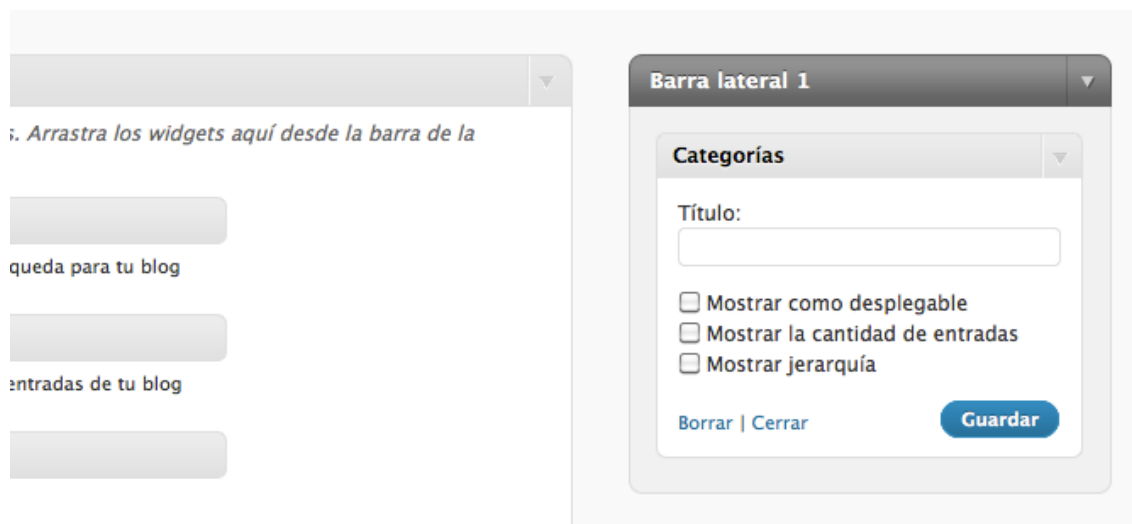 s. Arrastra los widgets aquí desde la barra de la
queda para tu blog
entradas de tu blog
Barra lateral 1
Categorías
Título:
Mostrar como desplegable
Mostrar la cantidad de entradas
Mostrar jerarquía
Borrar | Cerrar
Guardar